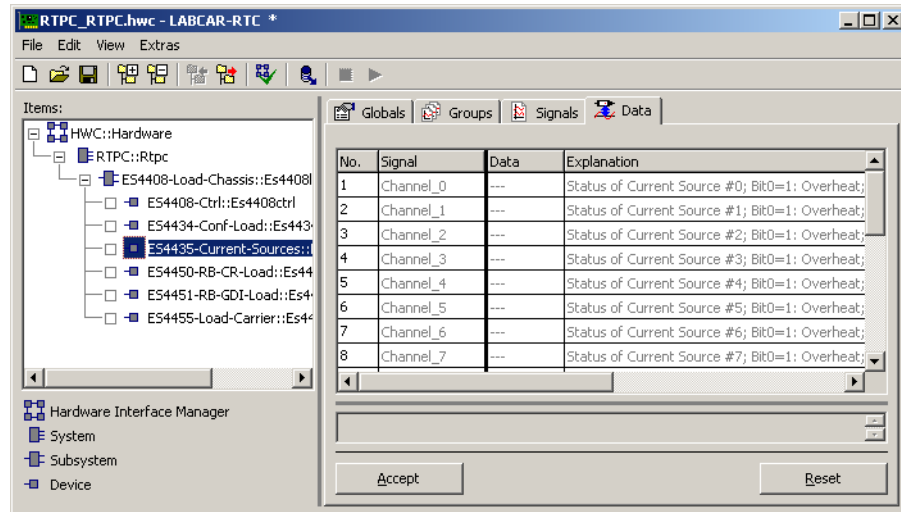 RTPC_RTPC.hwc - LABCAR-RTC *
File Edit View Extras
Items:
HWC::Hardware
RTPC::Rtpc
ES4408-Load-Chassis::Es4408l
ES4408-Ctrl::Es4408ctrl
ES4434-Conf-Load::Es443
ES4435-Current-Sources::
ES4450-RB-CR-Load::Es44
ES4451-RB-GDI-Load::Es4
ES4455-Load-Carrier::Es44
Hardware Interface Manager
System
Subsystem
Device
Globals Groups Signals Data
No. Signal Data Explanation
1 Channel_0 --- Status of Current Source #0; Bit0=1: Overheat;
2 Channel_1 --- Status of Current Source #1; Bit0=1: Overheat;
3 Channel_2 --- Status of Current Source #2; Bit0=1: Overheat;
4 Channel_3 --- Status of Current Source #3; Bit0=1: Overheat;
5 Channel_4 --- Status of Current Source #4; Bit0=1: Overheat;
6 Channel_5 --- Status of Current Source #5; Bit0=1: Overheat;
7 Channel_6 --- Status of Current Source #6; Bit0=1: Overheat;
8 Channel_7 --- Status of Current Source #7; Bit0=1: Overheat;
Accept Reset